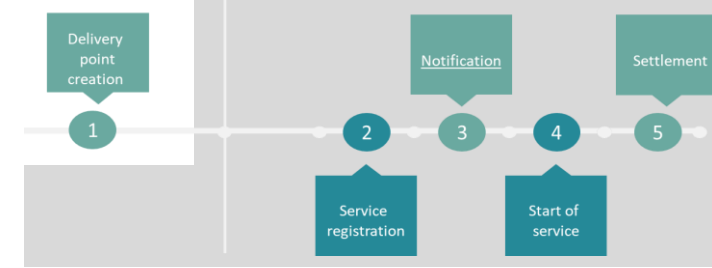 Delivery
point
creation
1
2
Service
registration
Notification
3
4
Start of
service
Settlement
5